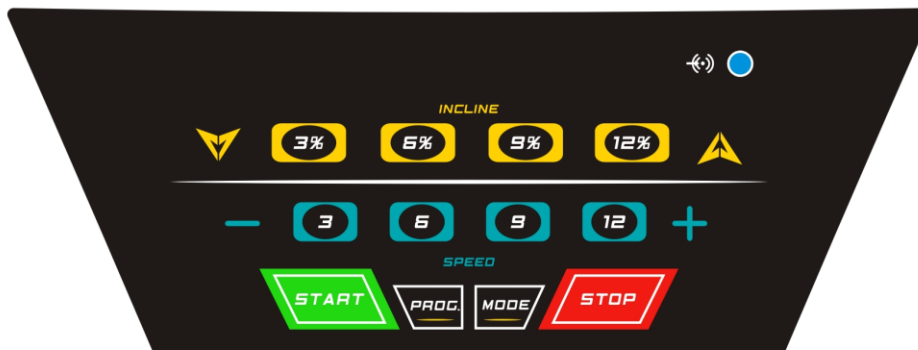 INCLINE
3% 6% 9% 12%
- 3 6 9 12 +
SPEED
START PROG. MODE STOP